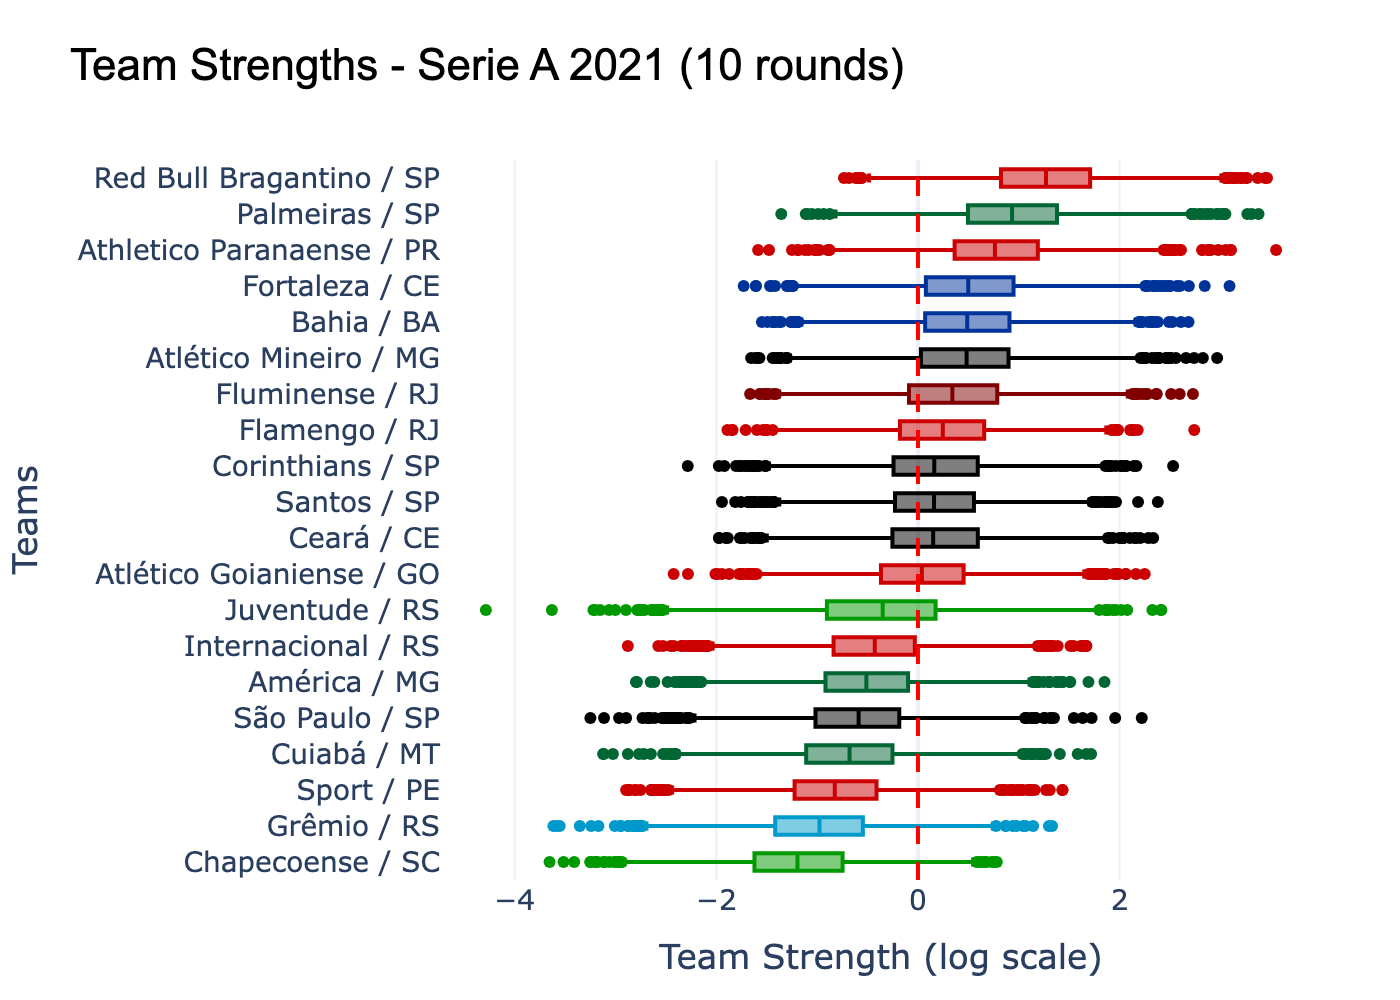 Team Strengths - Serie A 2021 (10 rounds)
Teams
Red Bull Bragantino / SP
Palmeiras / SP
Athletico Paranaense / PR
Fortaleza / CE
Bahia / BA
Atlético Mineiro / MG
Fluminense / RJ
Flamengo / RJ
Corinthians / SP
Santos / SP
Ceará / CE
Atlético Goianiense / GO
Juventude / RS
Internacional / RS
América / MG
São Paulo / SP
Cuiabá / MT
Sport / PE
Grêmio / RS
Chapecoense / SC
−4 −2 0 2
Team Strength (log scale)